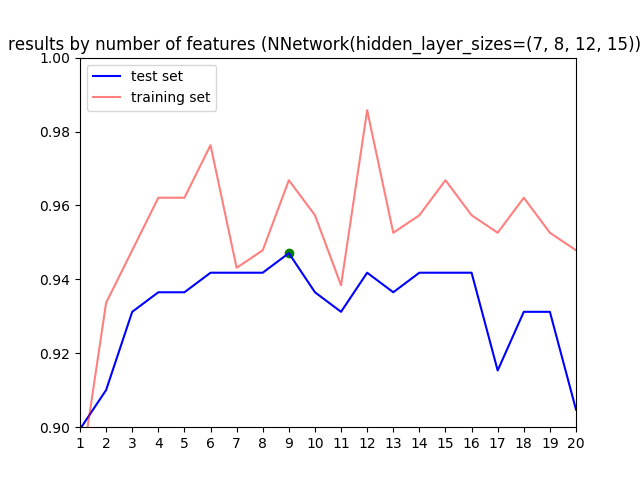 results by number of features (NNetwork(hidden_layer_sizes=(7, 8, 12, 15))
test set
training set
1.00
0.98
0.96
0.94
0.92
0.90
1 2 3 4 5 6 7 8 9 10 11 12 13 14 15 16 17 18 19 20